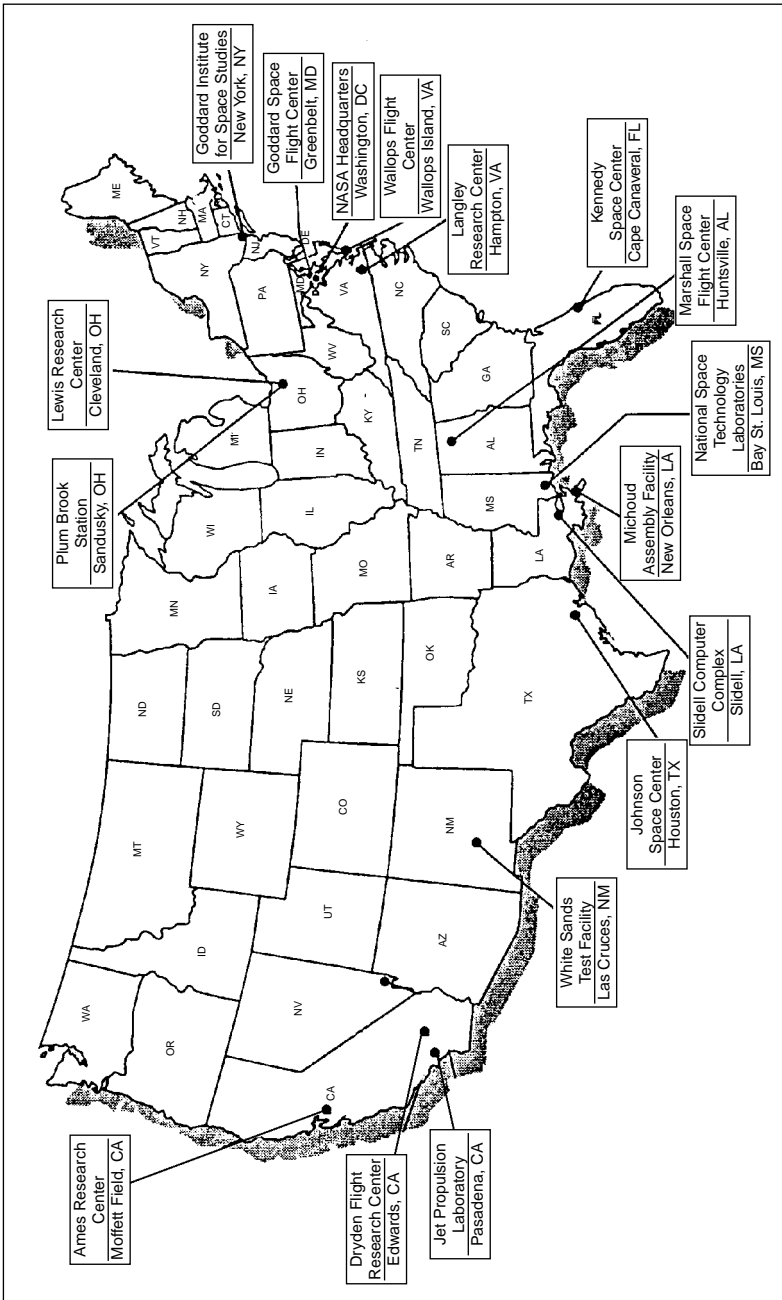 Lewis Research
Center
Cleveland, OH
Plum Brook
Station
Sandusky, OH
Goddard Institute
for Space Studies
New York, NY
Goddard Space
Flight Center
Greenbelt, MD
NASA Headquarters
Washington, DC
Wallops Flight
Center
Wallops Island, VA
Langley
Research Center
Hampton, VA
Kennedy
Space Center
Cape Canaveral, FL
Marshall Space
Flight Center
Huntsville, AL
National Space
Technology
Laboratories
Bay St. Louis, MS
Michoud
Assembly Facility
New Orleans, LA
Slidell Computer
Complex
Slidell, LA
Johnson
Space Center
Houston, TX
White Sands
Test Facility
Las Cruces, NM
Jet Propulsion
Laboratory
Pasadena, CA
Dryden Flight
Research Center
Edwards, CA
Ames Research
Center
Moffett Field, CA
WA
OR
CA
NV
ID
MT
WY
UT
AZ
CO
NM
ND
SD
NE
KS
OK
TX
MN
IA
MO
AR
LA
WI
IL
MI
IN
OH
KY
TN
MS
AL
GA
FL
SC
NC
VA
WV
MD
DE
PA
NJ
NY
CT
MA
VT
NH
ME